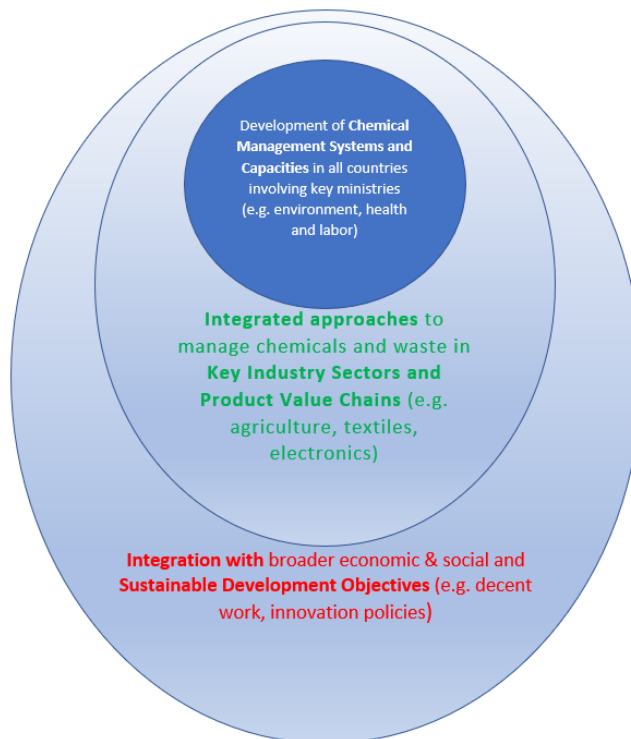 Development of Chemical
Management Systems and
Capacities in all countries
involving key ministries
(e.g. environment, health
and labor)
Integrated approaches to
manage chemicals and waste in
Key Industry Sectors and
Product Value Chains (e.g.
agriculture, textiles,
electronics)
Integration with broader economic & social and
Sustainable Development Objectives (e.g. decent
work, innovation policies)